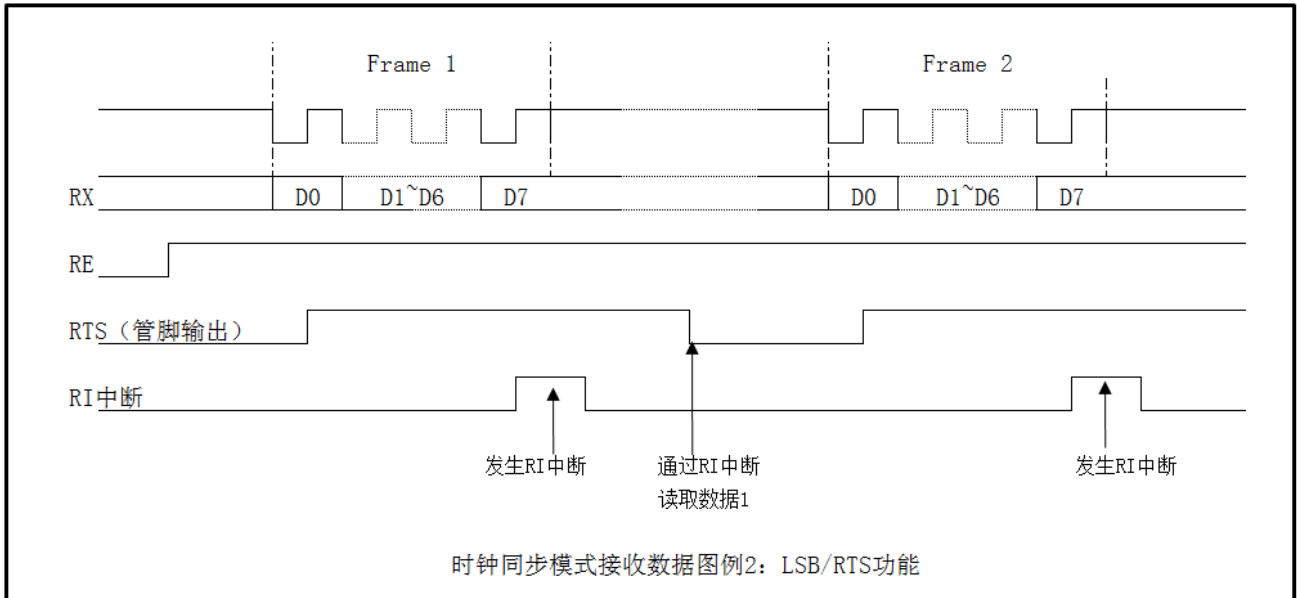 Frame 1 Frame 2
RX D0 D1~D6 D7 D0 D1~D6 D7
RE
RTS（管脚输出）
RI中断
发生RI中断 通过RI中断 发生RI中断
读取数据1
时钟同步模式接收数据图例2：LSB/RTS功能